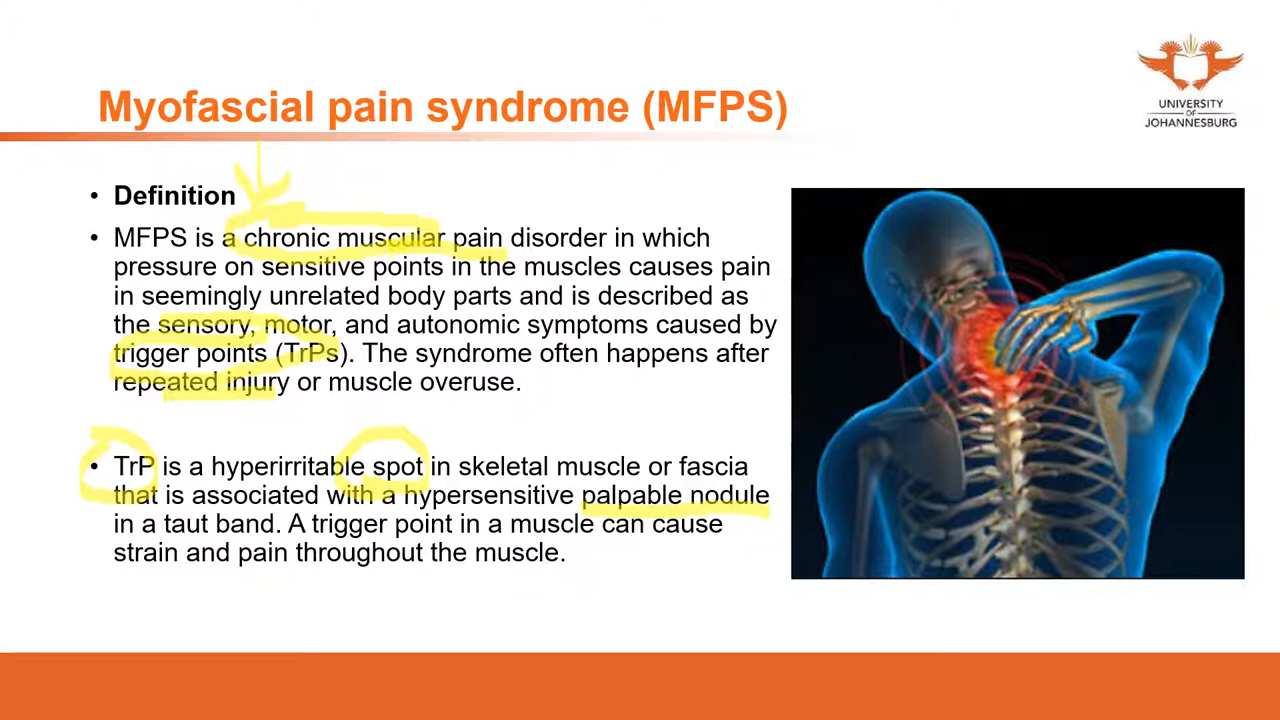 Myofascial pain syndrome (MFPS)
UNIVERSITY
OF
JOHANNESBURG
• Definition
• MFPS is a chronic muscular pain disorder in which
pressure on sensitive points in the muscles causes pain
in seemingly unrelated body parts and is described as
the sensory, motor, and autonomic symptoms caused by
trigger points (TrPs). The syndrome often happens after
repeated injury or muscle overuse.
• TrP is a hyperirritable spot in skeletal muscle or fascia
that is associated with a hypersensitive palpable nodule
in a taut band. A trigger point in a muscle can cause
strain and pain throughout the muscle.